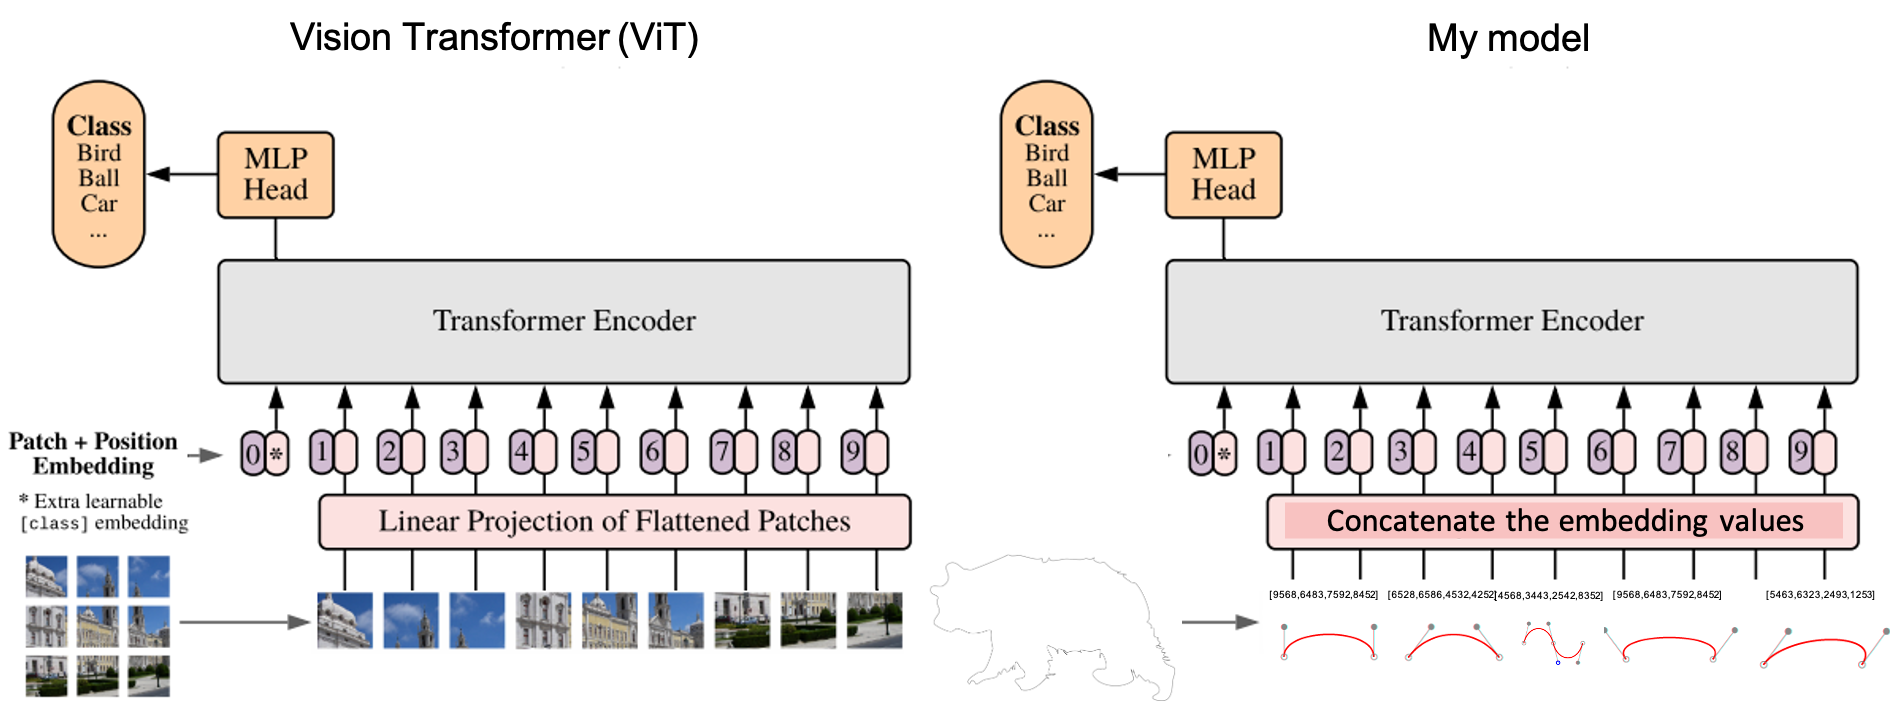 Vision Transformer (ViT)
Class
Bird
Ball
Car
...
MLP
Head
Transformer Encoder
Patch + Position
Embedding
0 * 1 2 3 4 5 6 7 8 9
* Extra learnable
[class] embedding
Linear Projection of Flattened Patches
My model
Class
Bird
Ball
Car
...
MLP
Head
Transformer Encoder
0 * 1 2 3 4 5 6 7 8 9
Concatenate the embedding values
[9568,6483,7592,8452] [6528,6586,4532,4252] [4568,3443,2542,8352] [9568,6483,7592,8452] [5463,6323,2493,1253]